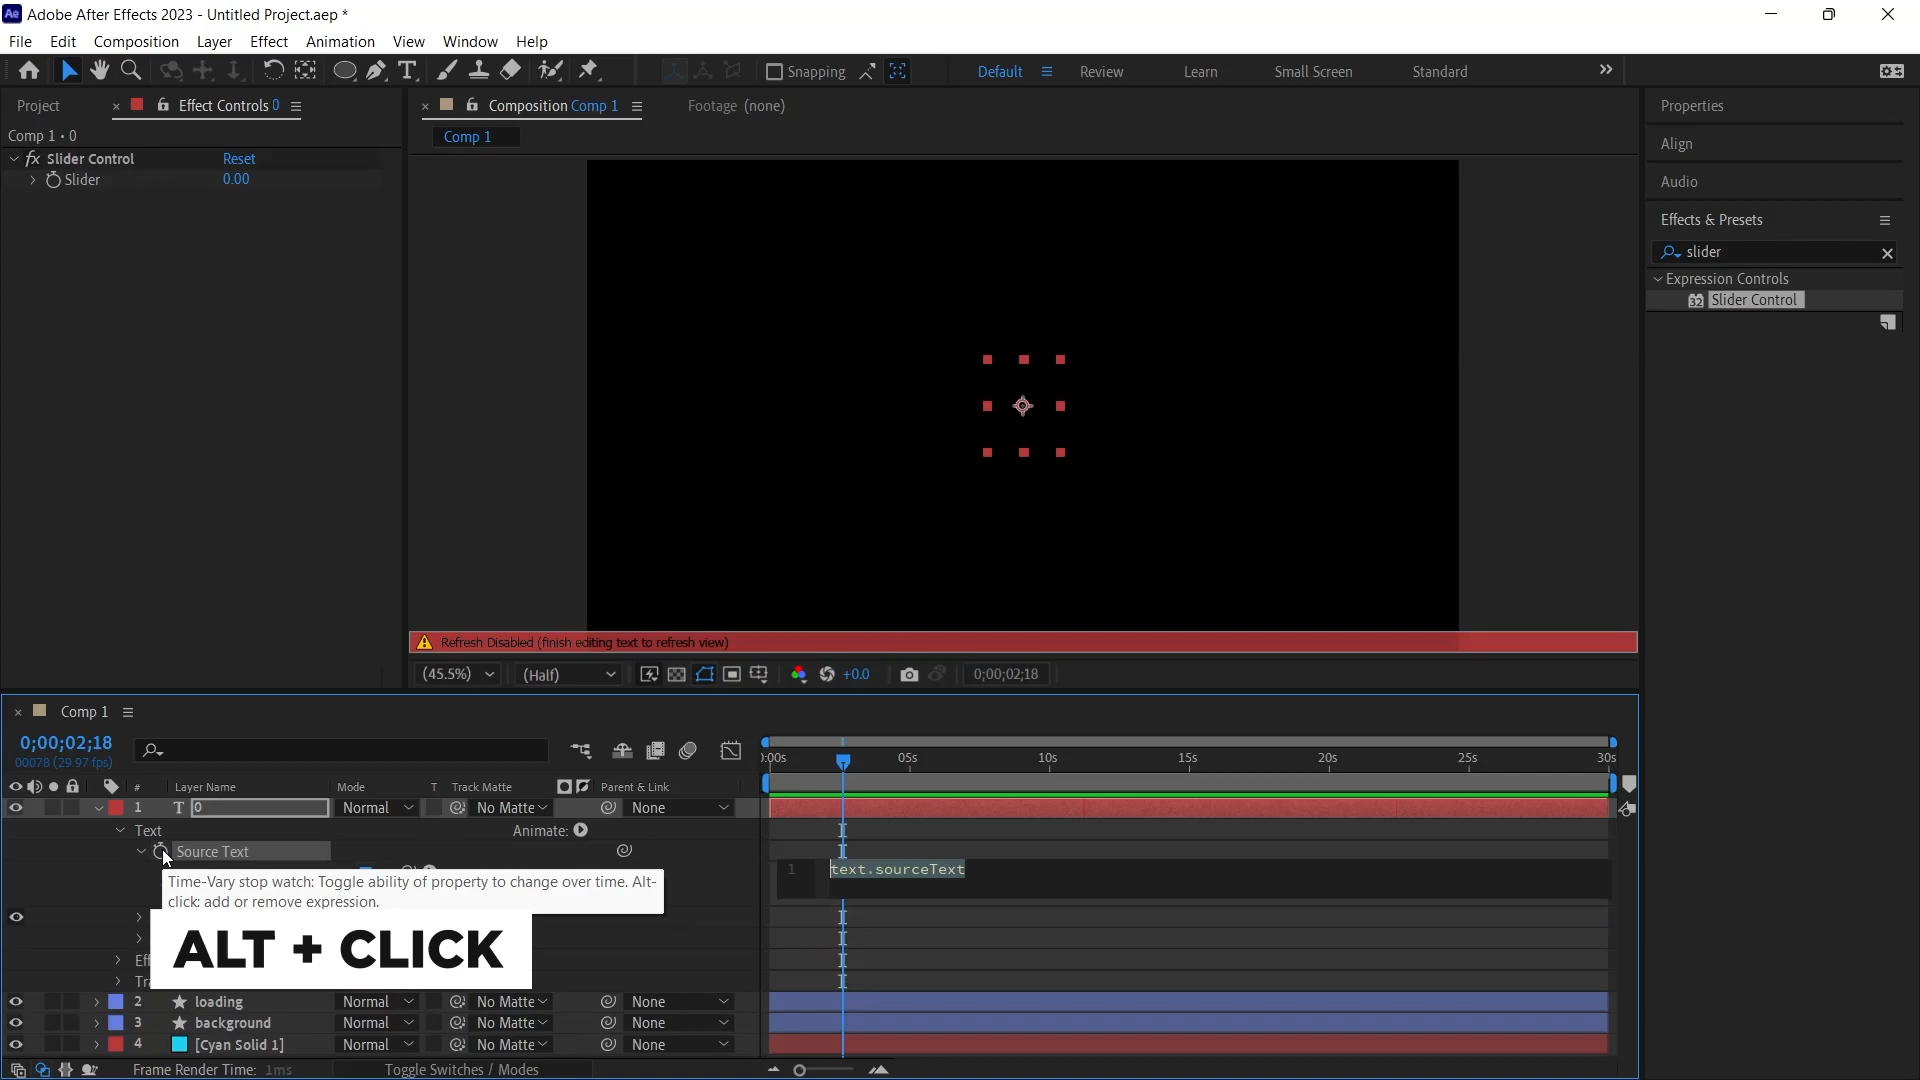 Ae Adobe After Effects 2023 - Untitled Project.aep *
File Edit Composition Layer Effect Animation View Window Help
Snapping Default Review Learn Small Screen Standard
Project Effect Controls 0 Composition Comp 1 Footage (none) Properties
Comp 1 • 0
Comp 1
Align
fx Slider Control Reset
Slider 0.00
Audio
Effects & Presets
slider
Expression Controls
32 Slider Control
Refresh Disabled (finish editing text to refresh view)
(45.5%) (Half) +0.0 0;00;02;18
Comp 1
0;00;02;18
00078 (29.97 fps)
):00s 05s 10s 15s 20s 25s 30s
# Layer Name Mode T Track Matte Parent & Link
1 T 0 Normal No Matte None
Text Animate:
Source Text
1 text.sourceText
Time-Vary stop watch: Toggle ability of property to change over time. Alt-
click: add or remove expression.
ALT + CLICK
Eff
Tra
2 loading Normal No Matte None
3 background Normal No Matte None
4 [Cyan Solid 1] Normal No Matte None
Frame Render Time: 1ms Toggle Switches / Modes